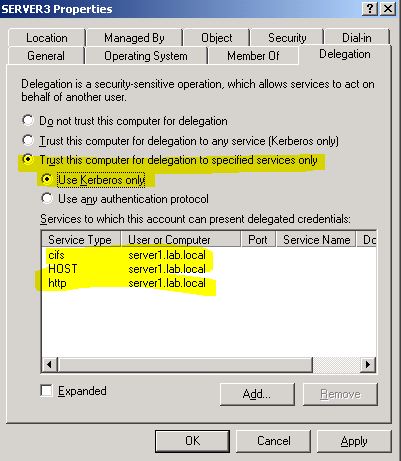 SERVER3 Properties
Location Managed By Object Security Dial-in
General Operating System Member Of Delegation
Delegation is a security-sensitive operation, which allows services to act on
behalf of another user.
Do not trust this computer for delegation
Trust this computer for delegation to any service (Kerberos only)
Trust this computer for delegation to specified services only
Use Kerberos only
Use any authentication protocol
Services to which this account can present delegated credentials:
Service Type User or Computer Port Service Name Do
cifs server1.lab.local
HOST server1.lab.local
http server1.lab.local
Expanded Add... Remove
OK Cancel Apply